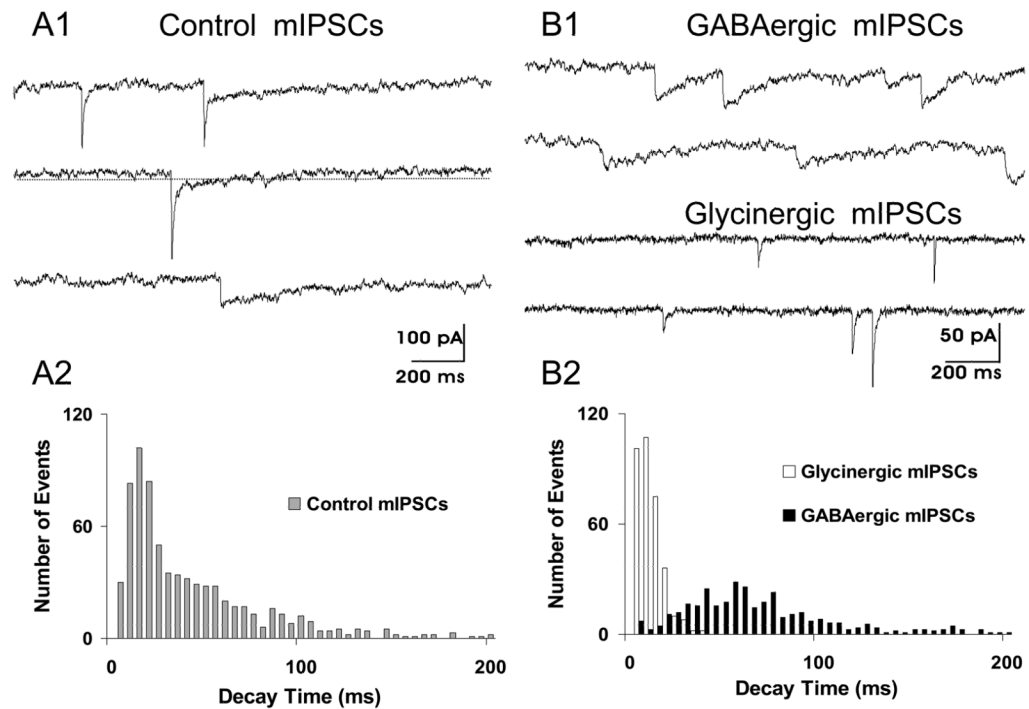 A1 Control mIPSCs
100 pA
200 ms
B1 GABAergic mIPSCs
Glycinergic mIPSCs
50 pA
200 ms
A2
120
60
0
Number of Events
Control mIPSCs
0 100 200
Decay Time (ms)
B2
120
60
0
Number of Events
Glycinergic mIPSCs
GABAergic mIPSCs
0 100 200
Decay Time (ms)